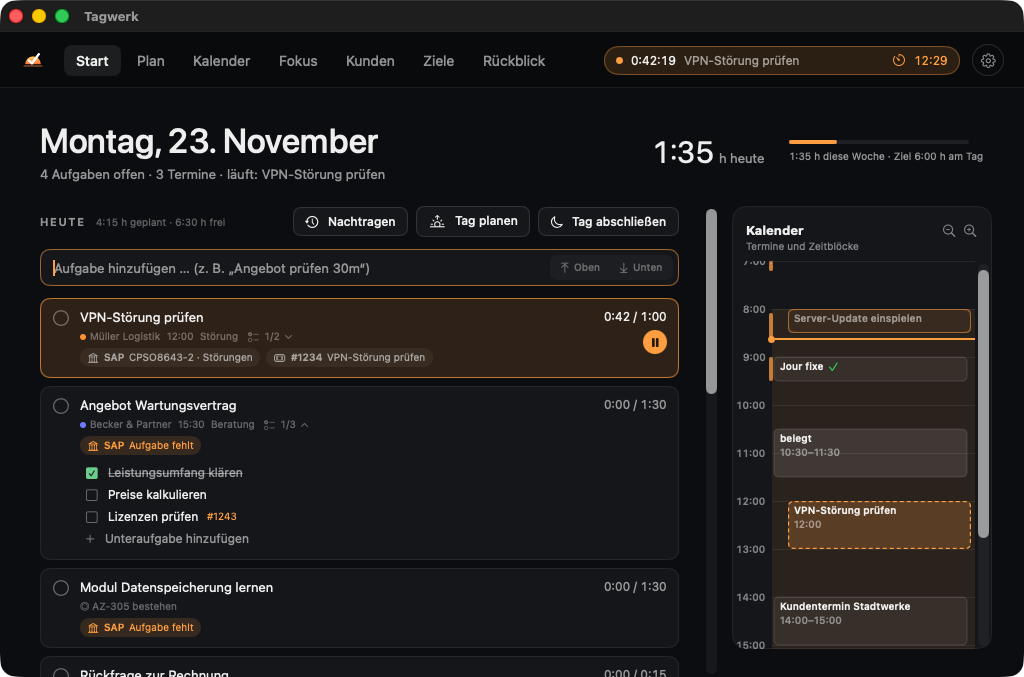 Tagwerk
Start Plan Kalender Fokus Kunden Ziele Rückblick
0:42:19 VPN-Störung prüfen 12:29
Montag, 23. November
4 Aufgaben offen · 3 Termine · läuft: VPN-Störung prüfen
1:35 h heute
1:35 h diese Woche · Ziel 6:00 h am Tag
HEUTE 4:15 h geplant · 6:30 h frei
Nachtragen
Tag planen
Tag abschließen
Aufgabe hinzufügen ... (z. B. „Angebot prüfen 30m“)
Oben
Unten
VPN-Störung prüfen 0:42 / 1:00
Müller Logistik 12:00 Störung 1/2
SAP CPSO8643-2 · Störungen #1234 VPN-Störung prüfen
Angebot Wartungsvertrag 0:00 / 1:30
Becker & Partner 15:30 Beratung 1/3
SAP Aufgabe fehlt
Leistungsumfang klären
Preise kalkulieren
Lizenzen prüfen #1243
+ Unteraufgabe hinzufügen
Modul Datenspeicherung lernen 0:00 / 1:30
AZ-305 bestehen
SAP Aufgabe fehlt
Rückfrage zur Rechnung 0:00 / 0:15
Kalender
Termine und Zeitblöcke
7:00
8:00
Server-Update einspielen
9:00
Jour fixe
10:00
belegt
10:30–11:30
11:00
12:00
VPN-Störung prüfen
12:00
13:00
14:00
Kundentermin Stadtwerke
14:00–15:00
15:00